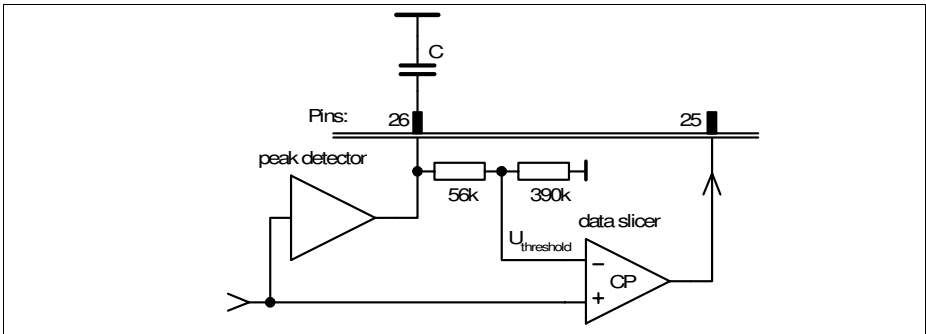 C
Pins:
26
25
peak detector
56k
390k
data slicer
Uthreshold
−
CP
+